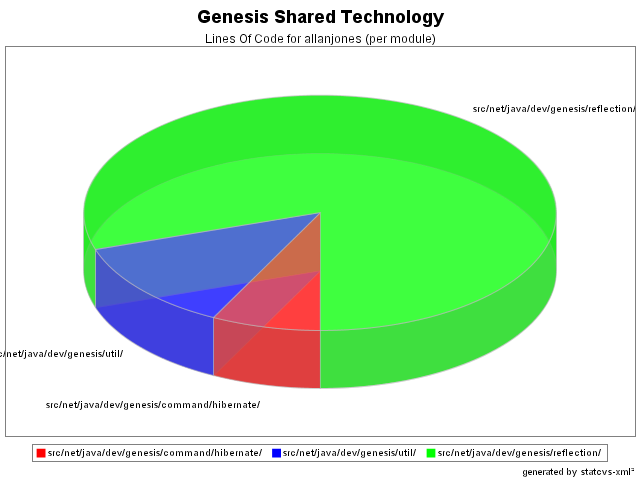 Genesis Shared Technology
Lines Of Code for allanjones (per module)
src/net/java/dev/genesis/reflection/
/net/java/dev/genesis/util/
src/net/java/dev/genesis/command/hibernate/
src/net/java/dev/genesis/command/hibernate/ src/net/java/dev/genesis/util/ src/net/java/dev/genesis/reflection/
generated by statcvs-xml²